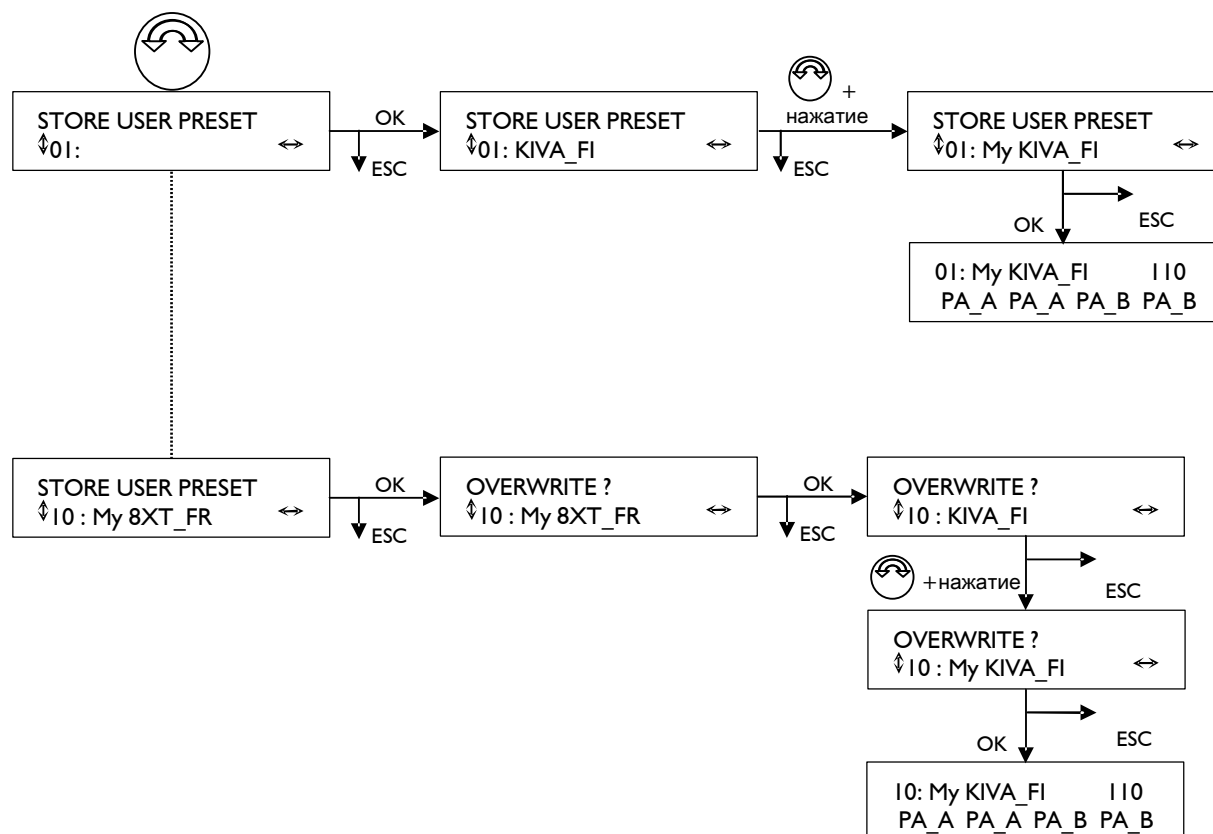 STORE USER PRESET
⇕01: ⇔
OK
ESC
STORE USER PRESET
⇕01: KIVA_FI ⇔
+
нажатие
ESC
STORE USER PRESET
⇕01: My KIVA_FI ⇔
OK
ESC
01: My KIVA_FI 110
PA_A PA_A PA_B PA_B
STORE USER PRESET
⇕10 : My 8XT_FR ⇔
OK
ESC
OVERWRITE ?
⇕10 : My 8XT_FR ⇔
OK
ESC
OVERWRITE ?
⇕10 : KIVA_FI
+нажатие
ESC
OVERWRITE ?
⇕10 : My KIVA_FI ⇔
OK
ESC
10: My KIVA_FI 110
PA_A PA_A PA_B PA_B